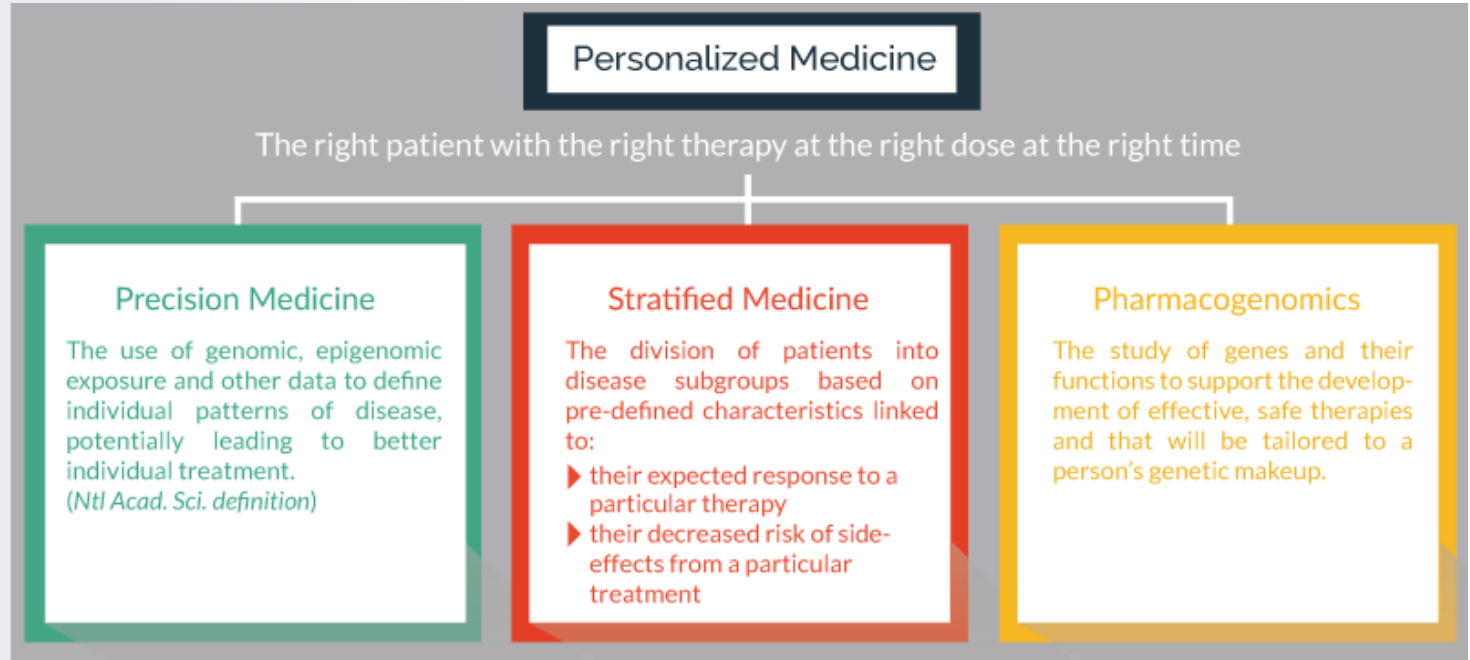 Personalized Medicine
The right patient with the right therapy at the right dose at the right time
Precision Medicine
The use of genomic, epigenomic
exposure and other data to define
individual patterns of disease,
potentially leading to better
individual treatment.
(Ntl Acad. Sci. definition)
Stratified Medicine
The division of patients into
disease subgroups based on
pre-defined characteristics linked
to:
their expected response to a
particular therapy
their decreased risk of side-
effects from a particular
treatment
Pharmacogenomics
The study of genes and their
functions to support the develop-
ment of effective, safe therapies
and that will be tailored to a
person's genetic makeup.